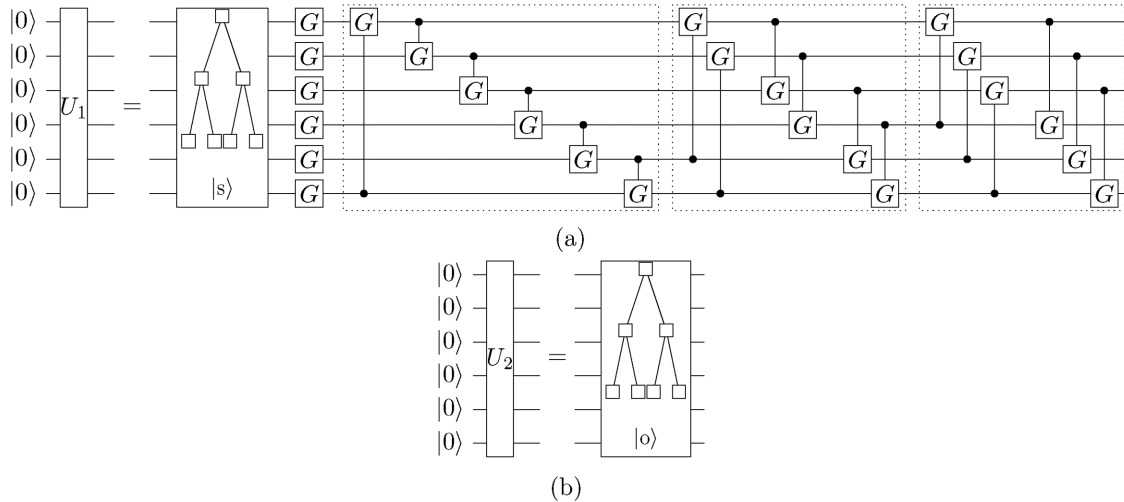 |0⟩ G G G G
|0⟩ G G G G
|0⟩ G G G G
U₁ =
|0⟩ G G G G
|0⟩ G G G G
|0⟩ |s⟩ G G G G
(a)
|0⟩
|0⟩
|0⟩
U₂ =
|0⟩
|0⟩
|0⟩ |o⟩
(b)